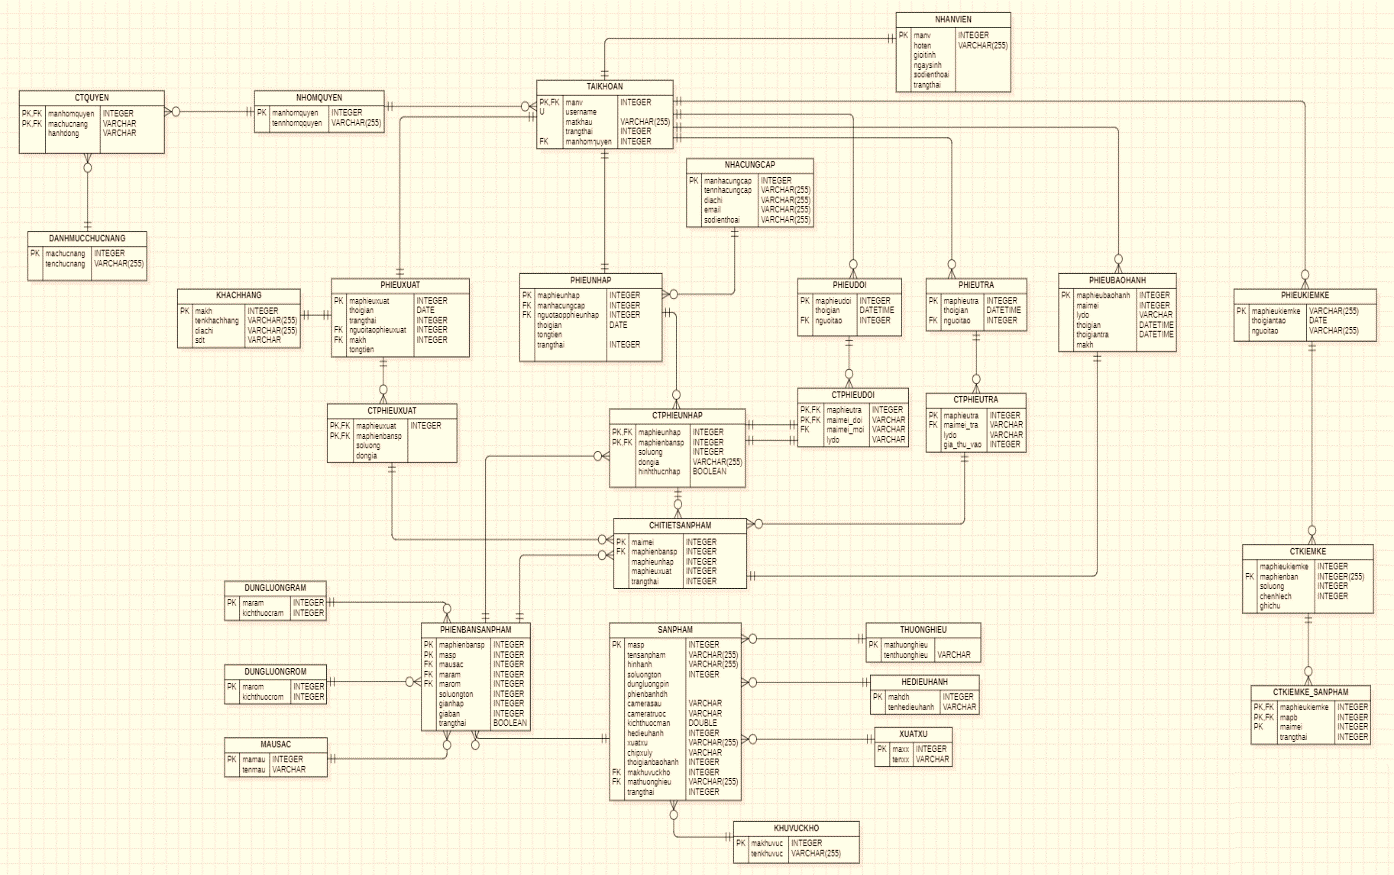 NHANVIEN
PK manv INTEGER
hoten VARCHAR(255)
gioitinh
ngaysinh
sodienthoai
trangthai
TAIKHOAN
PK,FK manv INTEGER
U username
matkhau VARCHAR(255)
trangthai INTEGER
FK manhomquyen INTEGER
CTQUYEN
PK,FK manhomquyen INTEGER
PK,FK machucnang VARCHAR
hanhdong VARCHAR
NHOMQUYEN
PK manhomquyen INTEGER
tennhomquyen VARCHAR(255)
NHACUNGCAP
PK manhacungcap INTEGER
tennhacungcap VARCHAR(255)
diachi VARCHAR(255)
email VARCHAR(255)
sodienthoai VARCHAR(255)
DANHMUCCHUCNANG
PK machucnang INTEGER
tenchucnang VARCHAR(255)
KHACHHANG
PK makh INTEGER
tenkhachhang VARCHAR(255)
diachi VARCHAR(255)
sdt VARCHAR
PHIEUXUAT
PK maphieuxuat INTEGER
thoigian DATE
trangthai INTEGER
FK nguoitaophieuxuat INTEGER
FK makh INTEGER
tongtien
PHIEUNHAP
PK maphieunhap INTEGER
FK manhacungcap INTEGER
FK nguoitaopphieunhap INTEGER
thoigian DATE
tongtien
trangthai INTEGER
PHIEUDOI
PK maphieudoi INTEGER
thoigian DATETIME
FK nguoitao INTEGER
PHIEUTRA
PK maphieutra INTEGER
thoigian DATETIME
FK nguoitao INTEGER
PHIEUBAOHANH
PK maphieubaohanh INTEGER
maimei INTEGER
lydo VARCHAR
thoigian DATETIME
thoigiantra DATETIME
makh
PHIEUKIEMKE
PK maphieukiemke VARCHAR(255)
thoigiantao DATE
nguoitao VARCHAR(255)
CTPHIEUXUAT
PK,FK maphieuxuat INTEGER
PK,FK maphienbansp
soluong
dongia
CTPHIEUNHAP
PK,FK maphieunhap INTEGER
PK,FK maphienbansp INTEGER
soluong INTEGER
dongia VARCHAR(255)
hinhthucnhap BOOLEAN
CTPHIEUDOI
PK,FK maphieutra INTEGER
PK,FK maimei_doi VARCHAR
FK maimei_moi VARCHAR
lydo VARCHAR
CTPHIEUTRA
PK maphieutra INTEGER
FK maimei_tra VARCHAR
lydo VARCHAR
gia_thu_vao INTEGER
CHITIETSANPHAM
PK maimei INTEGER
FK maphienbansp INTEGER
maphieunhap INTEGER
maphieuxuat INTEGER
trangthai INTEGER
CTKIEMKE
maphieukiemke INTEGER
FK maphienban INTEGER(255)
soluong INTEGER
chenhlech INTEGER
ghichu
DUNGLUONGRAM
PK maram INTEGER
kichthuocram INTEGER
DUNGLUONGROM
PK marom INTEGER
kichthuocrom INTEGER
MAUSAC
PK mamau INTEGER
tenmau VARCHAR
PHIENBANSANPHAM
PK maphienbansp INTEGER
PK masp INTEGER
FK mausac INTEGER
FK maram INTEGER
FK marom INTEGER
soluongton INTEGER
gianhap INTEGER
giaban INTEGER
trangthai BOOLEAN
SANPHAM
PK masp INTEGER
tensanpham VARCHAR(255)
hinhanh VARCHAR(255)
soluongton INTEGER
dungluongpin
phienbanhdh
camerasau VARCHAR
cameratruoc VARCHAR
kichthuocman DOUBLE
hedieuhanh INTEGER
xuatxu VARCHAR(255)
chipxuly VARCHAR
thoigianbaohanh INTEGER
FK makhuvuckho INTEGER
FK mathuonghieu VARCHAR(255)
trangthai INTEGER
THUONGHIEU
PK mathuonghieu
tenthuonghieu VARCHAR
HEDIEUHANH
PK mahdh INTEGER
tenhedieuhanh VARCHAR
XUATXU
PK maxx INTEGER
tenxx VARCHAR
KHUVUCKHO
PK makhuvuc INTEGER
tenkhuvuc VARCHAR(255)
CTKIEMKE_SANPHAM
PK,FK maphieukiemke INTEGER
PK,FK mapb INTEGER
PK maimei INTEGER
trangthai INTEGER